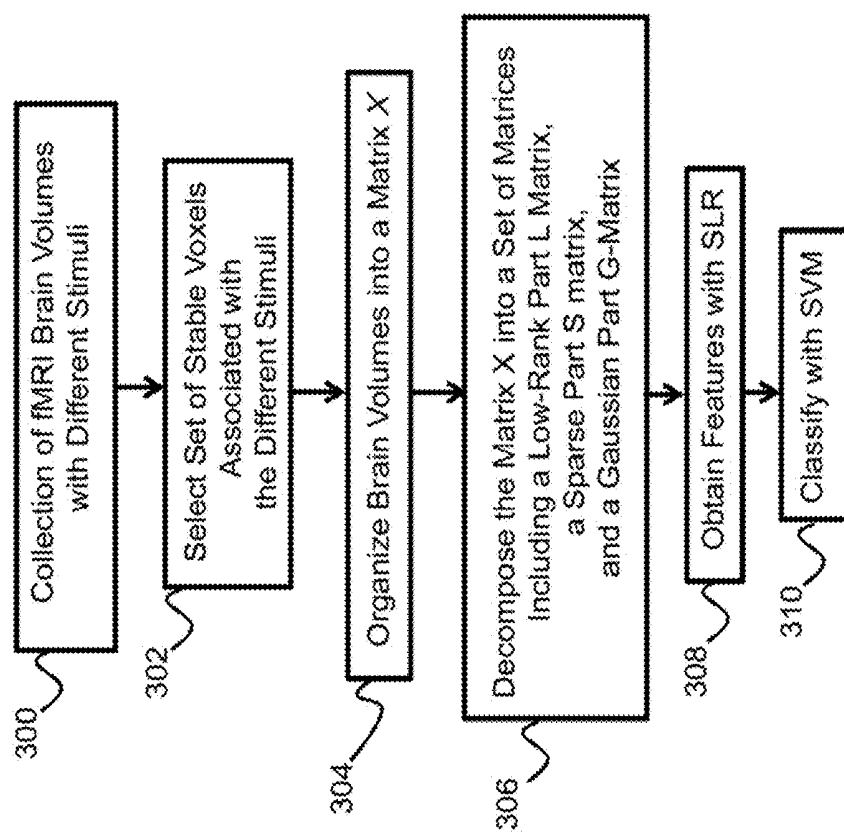 300
Collection of fMRI Brain Volumes
with Different Stimuli
302
Select Set of Stable Voxels
Associated with
the Different Stimuli
304
Organize Brain Volumes into a Matrix X
306
Decompose the Matrix X into a Set of Matrices
Including a Low-Rank Part L Matrix,
a Sparse Part S matrix,
and a Gaussian Part G-Matrix
308
Obtain Features with SLR
310
Classify with SVM